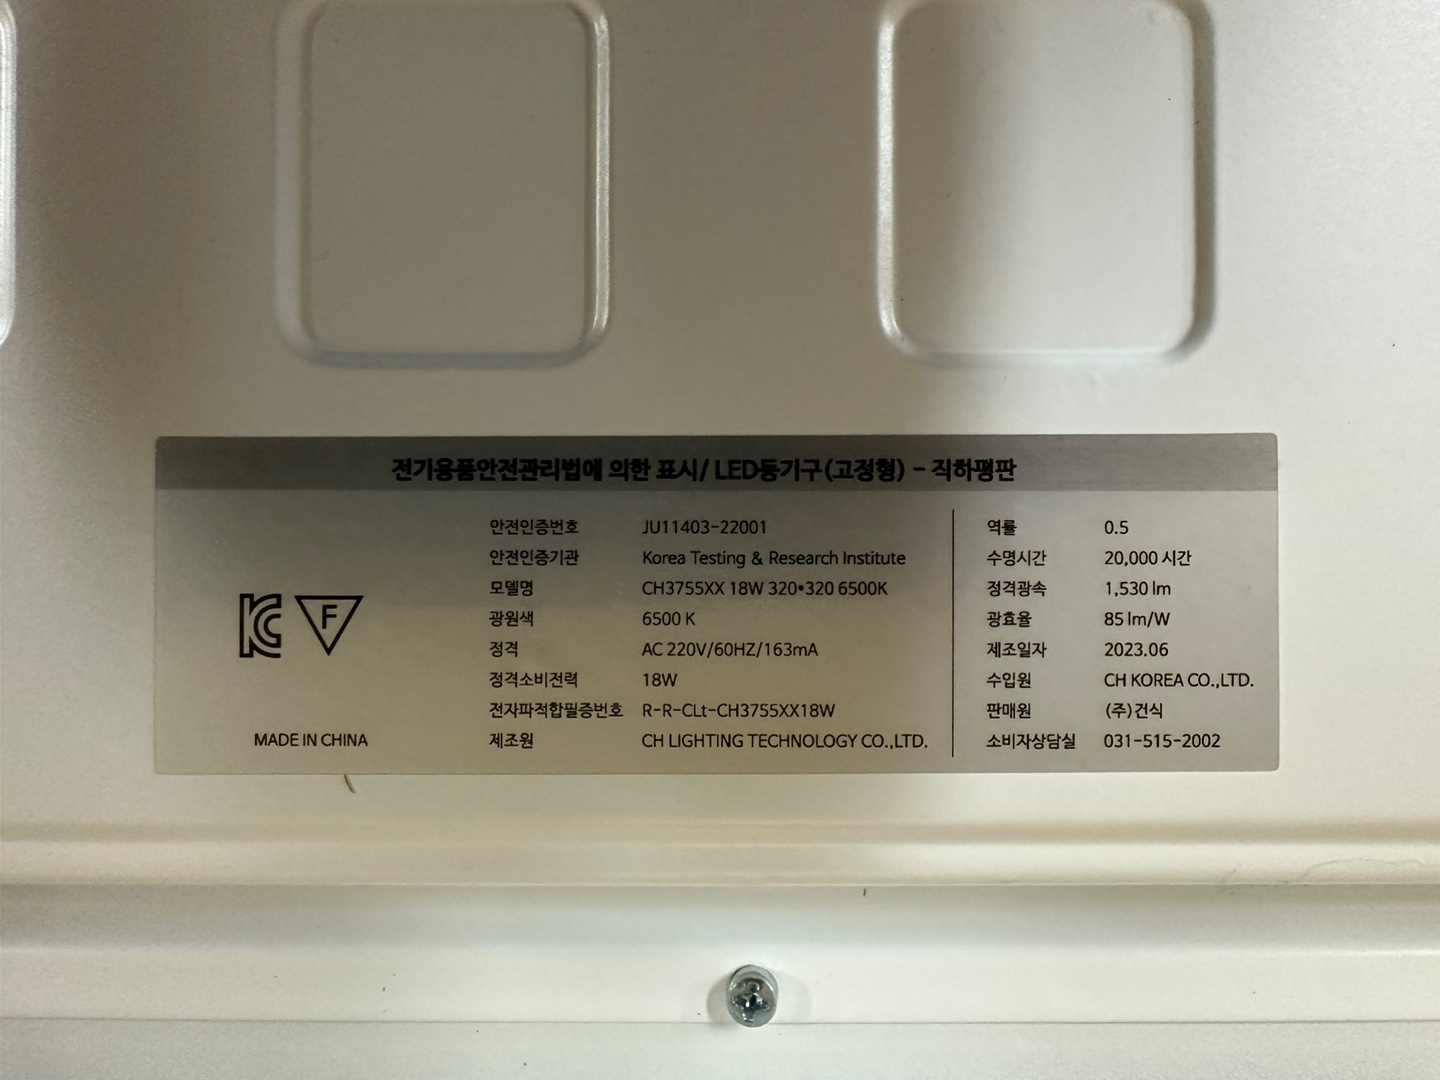 전기용품안전관리법에 의한 표시/ LED등기구(고정형) - 직하평판
안전인증번호 JU11403-22001
안전인증기관 Korea Testing & Research Institute
모델명 CH3755XX 18W 320*320 6500K
광원색 6500 K
정격 AC 220V/60HZ/163mA
정격소비전력 18W
전자파적합필증번호 R-R-CLt-CH3755XX18W
제조원 CH LIGHTING TECHNOLOGY CO.,LTD.
역률 0.5
수명시간 20,000 시간
정격광속 1,530 lm
광효율 85 lm/W
제조일자 2023.06
수입원 CH KOREA CO.,LTD.
판매원 (주)건식
소비자상담실 031-515-2002
KC
F
MADE IN CHINA